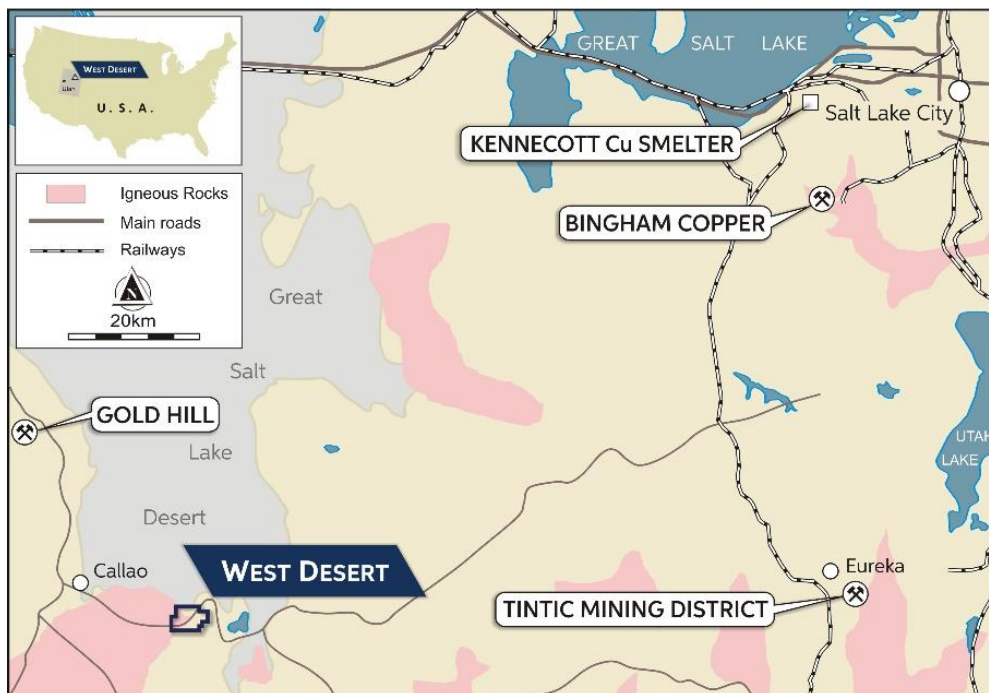 WEST DESERT
Utah
U. S. A.
Igneous Rocks
Main roads
Railways
N
20km
GREAT SALT LAKE
Salt Lake City
KENNECOTT Cu SMELTER
BINGHAM COPPER
Great
Salt
Lake
Desert
GOLD HILL
UTAH
LAKE
Callao
WEST DESERT
Eureka
TINTIC MINING DISTRICT